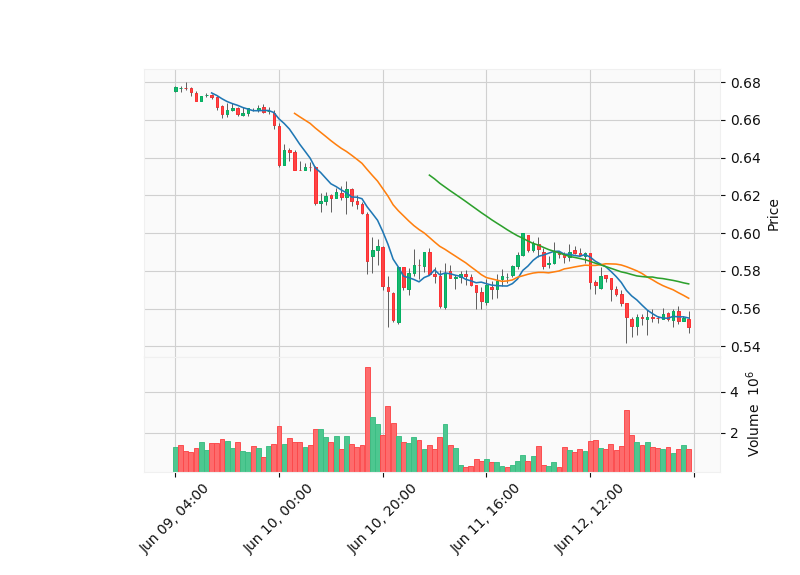 0.68
0.66
0.64
0.62
0.60
0.58
0.56
0.54
Price
4
2
Volume 10^6
Jun 09, 04:00
Jun 10, 00:00
Jun 10, 20:00
Jun 11, 16:00
Jun 12, 12:00